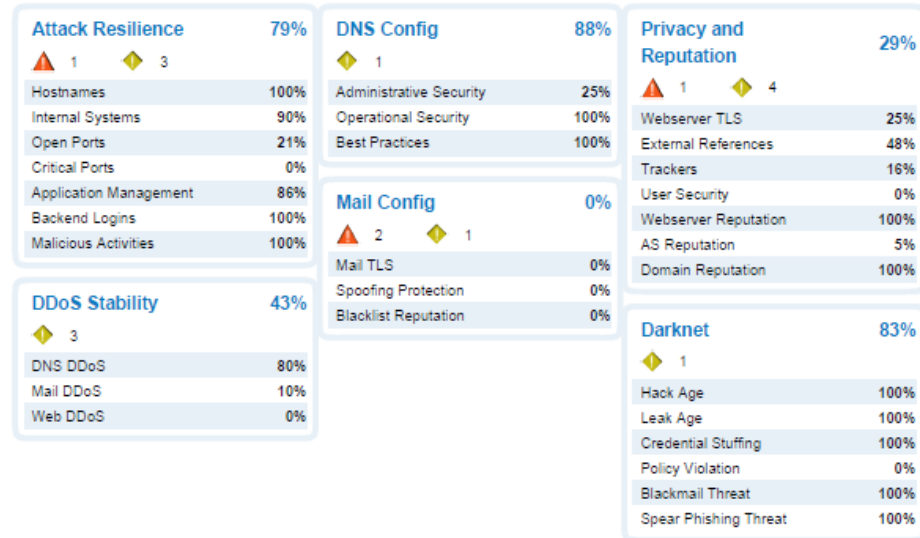 Attack Resilience 79%
1 3
Hostnames 100%
Internal Systems 90%
Open Ports 21%
Critical Ports 0%
Application Management 86%
Backend Logins 100%
Malicious Activities 100%
DDoS Stability 43%
3
DNS DDoS 80%
Mail DDoS 10%
Web DDoS 0%
DNS Config 88%
1
Administrative Security 25%
Operational Security 100%
Best Practices 100%
Mail Config 0%
2 1
Mail TLS 0%
Spoofing Protection 0%
Blacklist Reputation 0%
Privacy and
Reputation 29%
1 4
Webserver TLS 25%
External References 48%
Trackers 16%
User Security 0%
Webserver Reputation 100%
AS Reputation 5%
Domain Reputation 100%
Darknet 83%
1
Hack Age 100%
Leak Age 100%
Credential Stuffing 100%
Policy Violation 0%
Blackmail Threat 100%
Spear Phishing Threat 100%